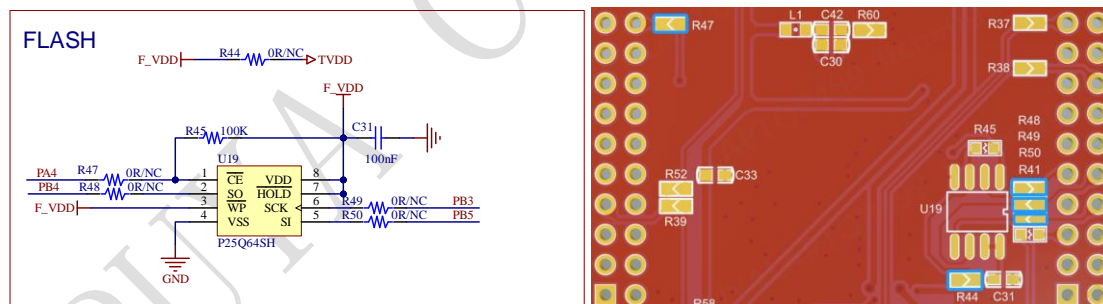 FLASH
F_VDD R44 0R/NC TVDD
F_VDD
R45 100K C31
100nF
U19
PA4 R47 0R/NC 1 CE VDD 8
PB4 R48 0R/NC 2 SO HOLD 7
F_VDD 3 WP SCK 6 R49 0R/NC PB3
4 VSS SI 5 R50 0R/NC PB5
P25Q64SH
GND
PUYA C
R47
L1 C42 R60
C30
R37
R38
R45
R48
R49
R50
R41
R52 C33
R39
U19
R44 C31
R58